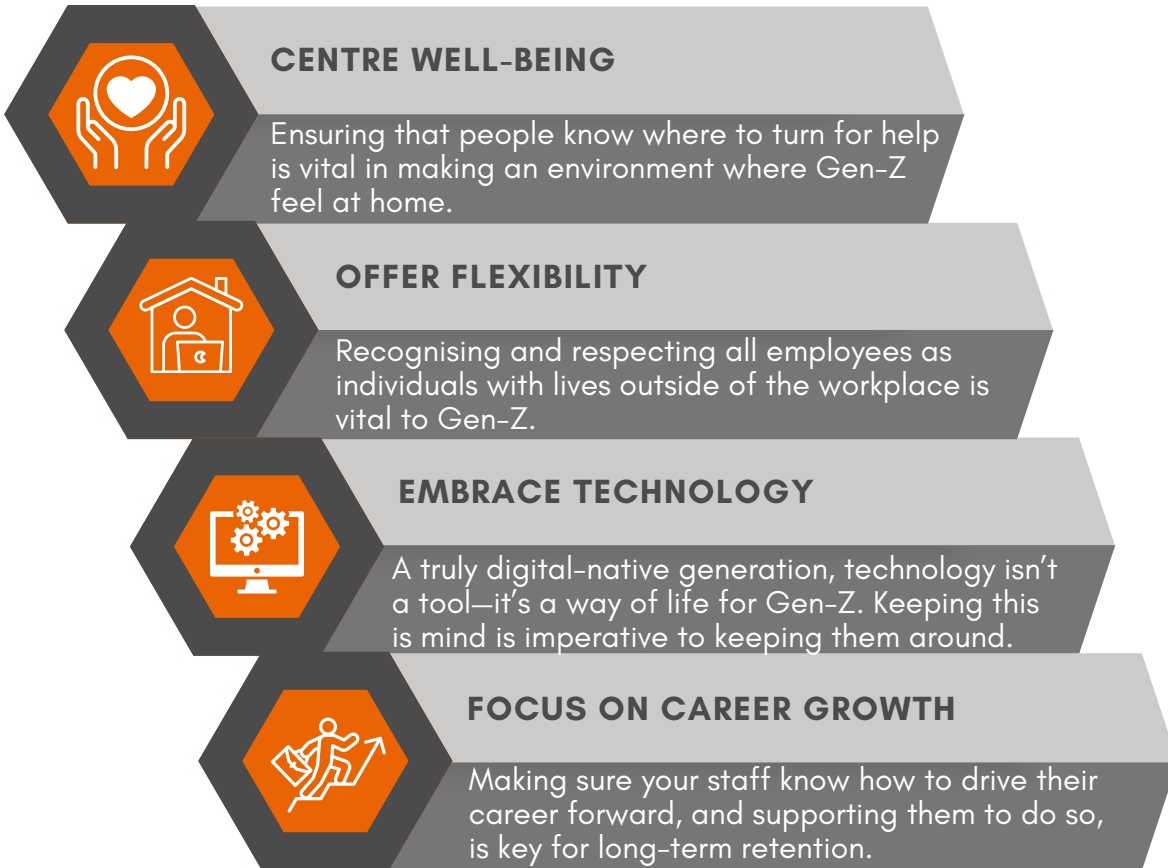 CENTRE WELL-BEING
Ensuring that people know where to turn for help
is vital in making an environment where Gen-Z
feel at home.
OFFER FLEXIBILITY
Recognising and respecting all employees as
individuals with lives outside of the workplace is
vital to Gen-Z.
EMBRACE TECHNOLOGY
A truly digital-native generation, technology isn't
a tool—it's a way of life for Gen-Z. Keeping this
is mind is imperative to keeping them around.
FOCUS ON CAREER GROWTH
Making sure your staff know how to drive their
career forward, and supporting them to do so,
is key for long-term retention.